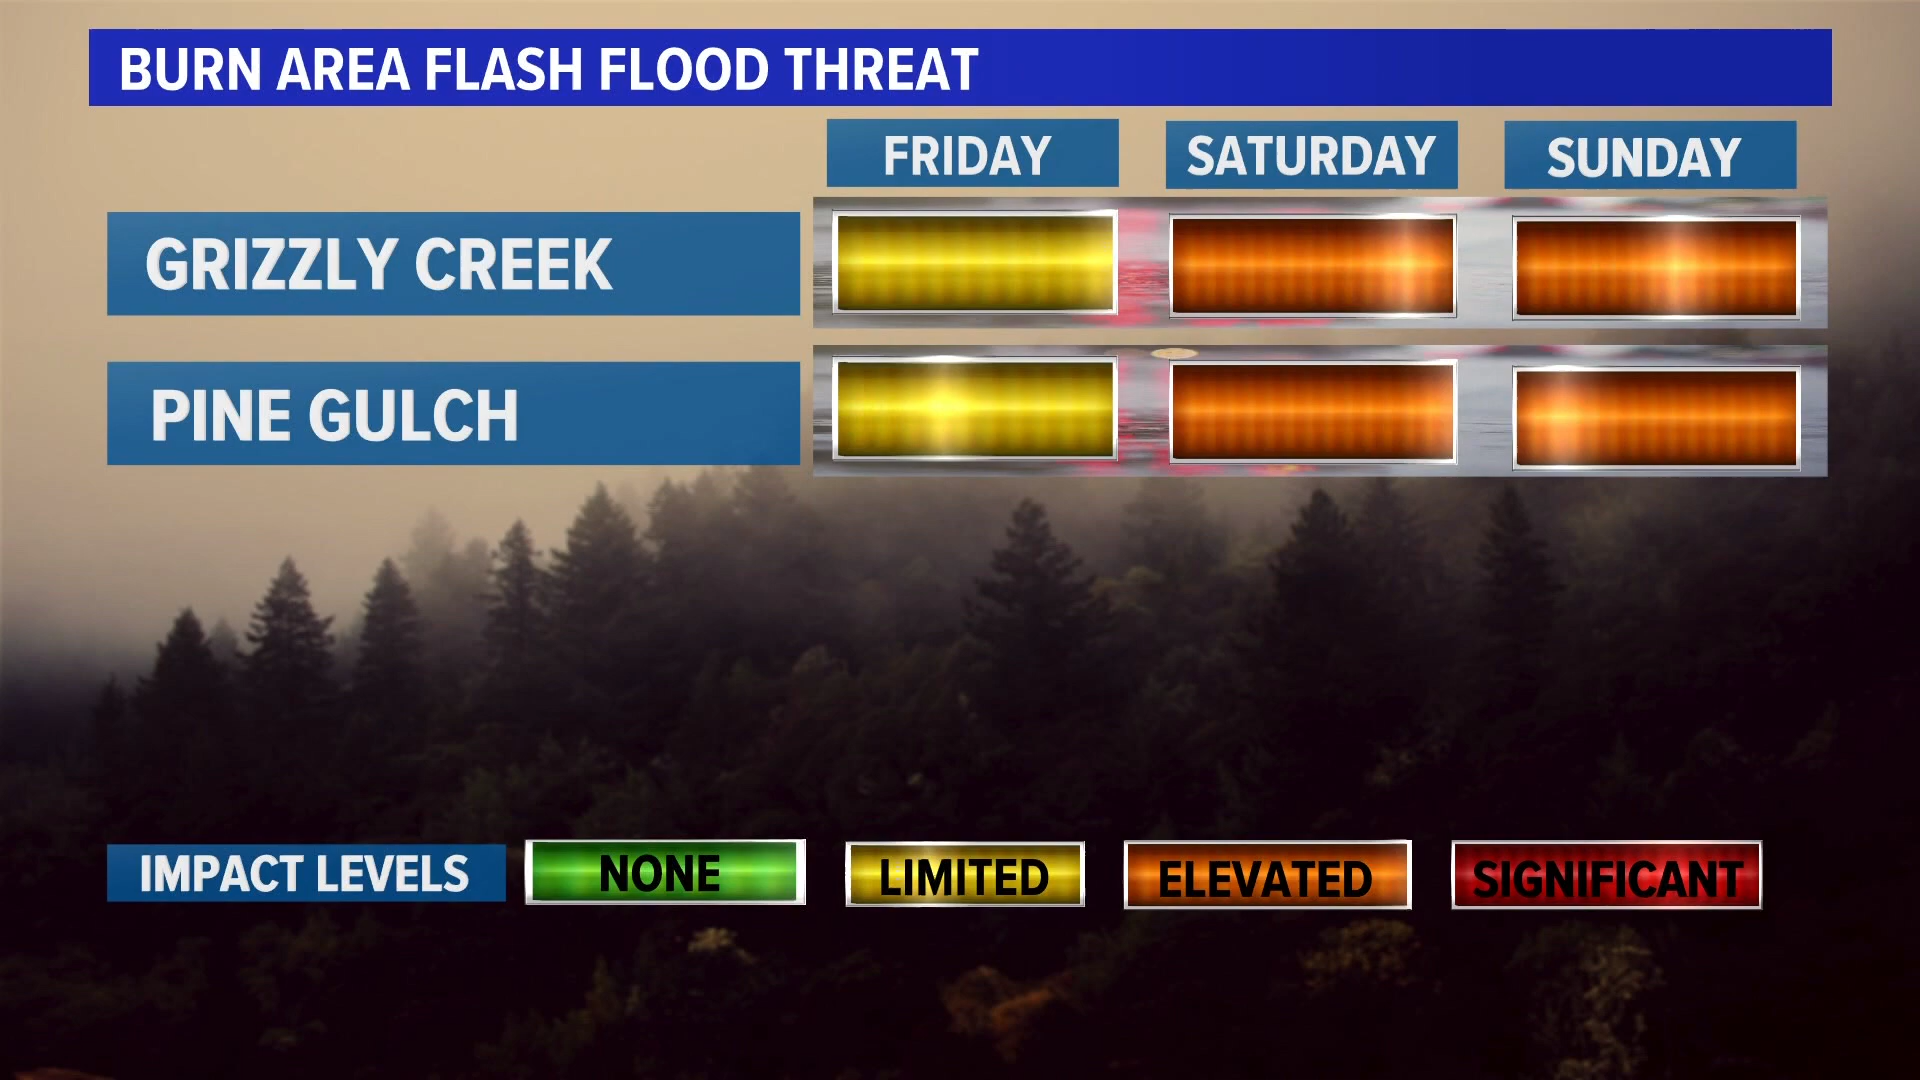 BURN AREA FLASH FLOOD THREAT
FRIDAY SATURDAY SUNDAY
GRIZZLY CREEK
PINE GULCH
IMPACT LEVELS NONE LIMITED ELEVATED SIGNIFICANT